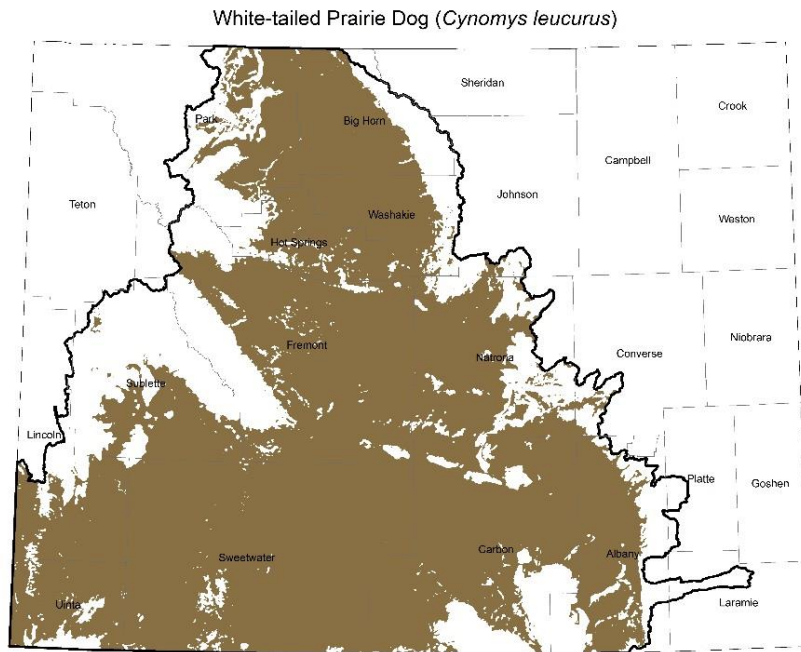 White-tailed Prairie Dog (Cynomys leucurus)
Sheridan
Crook
Park
Big Horn
Campbell
Johnson
Teton
Washakie
Weston
Hot Springs
Fremont
Natrona
Converse
Niobrara
Sublette
Lincoln
Platte
Goshen
Sweetwater
Carbon
Albany
Uinta
Laramie